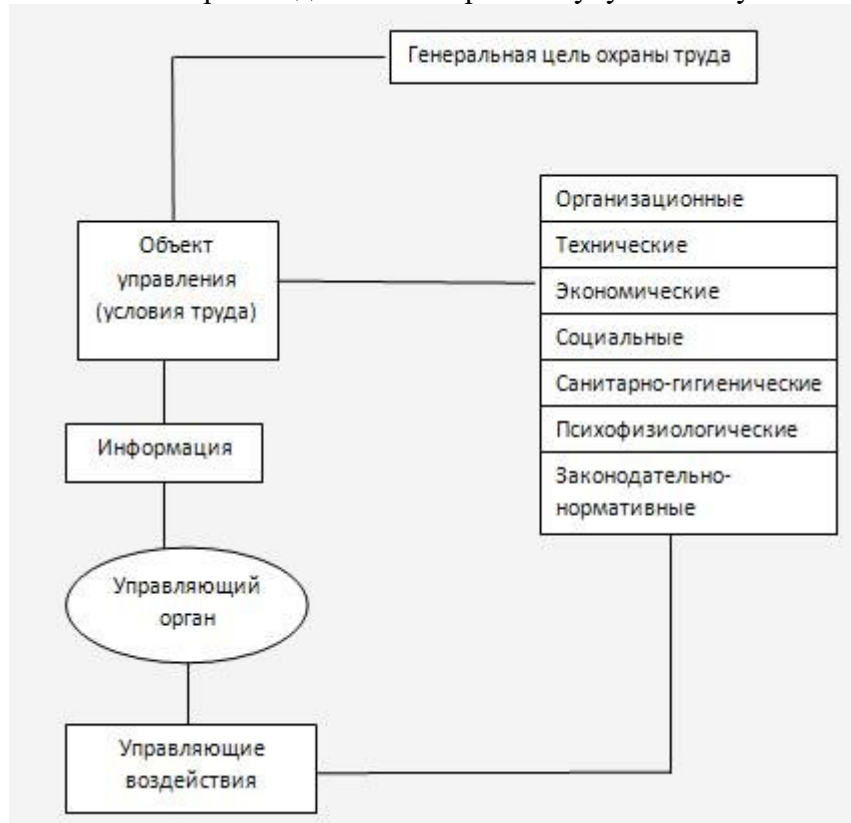 Генеральная цель охраны труда
Объект
управления
(условия труда)
Организационные
Технические
Экономические
Социальные
Санитарно-гигиенические
Психофизиологические
Законодательно-
нормативные
Информация
Управляющий
орган
Управляющие
воздействия